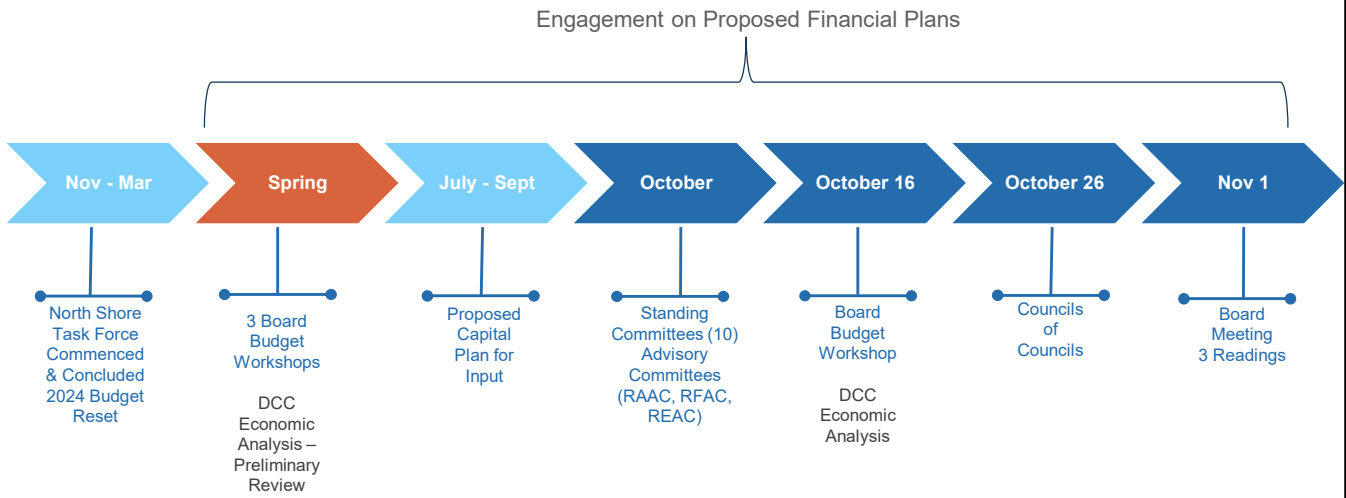 Engagement on Proposed Financial Plans
Nov - Mar
Spring
July - Sept
October
October 16
October 26
Nov 1
North Shore
Task Force
Commenced
& Concluded
2024 Budget
Reset
3 Board
Budget
Workshops
DCC
Economic
Analysis –
Preliminary
Review
Proposed
Capital
Plan for
Input
Standing
Committees (10)
Advisory
Committees
(RAAC, RFAC,
REAC)
Board
Budget
Workshop
DCC
Economic
Analysis
Councils
of
Councils
Board
Meeting
3 Readings